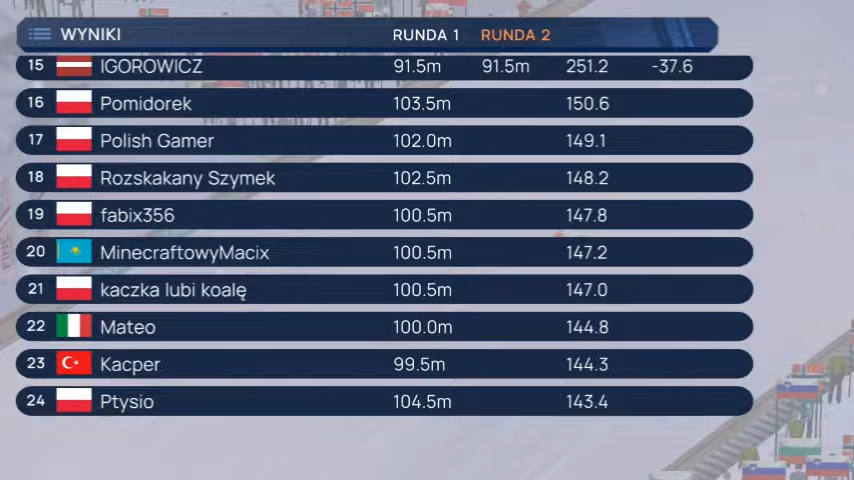 WYNIKI RUNDA 1 RUNDA 2
15 IGOROWICZ 91.5m 91.5m 251.2 -37.6
16 Pomidorek 103.5m 150.6
17 Polish Gamer 102.0m 149.1
18 Rozskakany Szymek 102.5m 148.2
19 fabix356 100.5m 147.8
20 MinecraftowyMacix 100.5m 147.2
21 kaczka lubi koalę 100.5m 147.0
22 Mateo 100.0m 144.8
23 Kacper 99.5m 144.3
24 Ptysio 104.5m 143.4